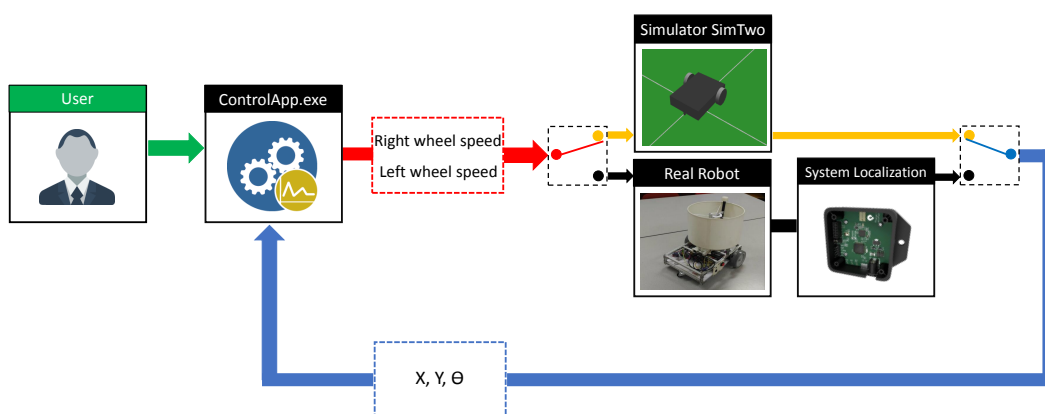 Simulator SimTwo
User
ControlApp.exe
Right wheel speed
Left wheel speed
Real Robot
System Localization
X, Y, Ɵ